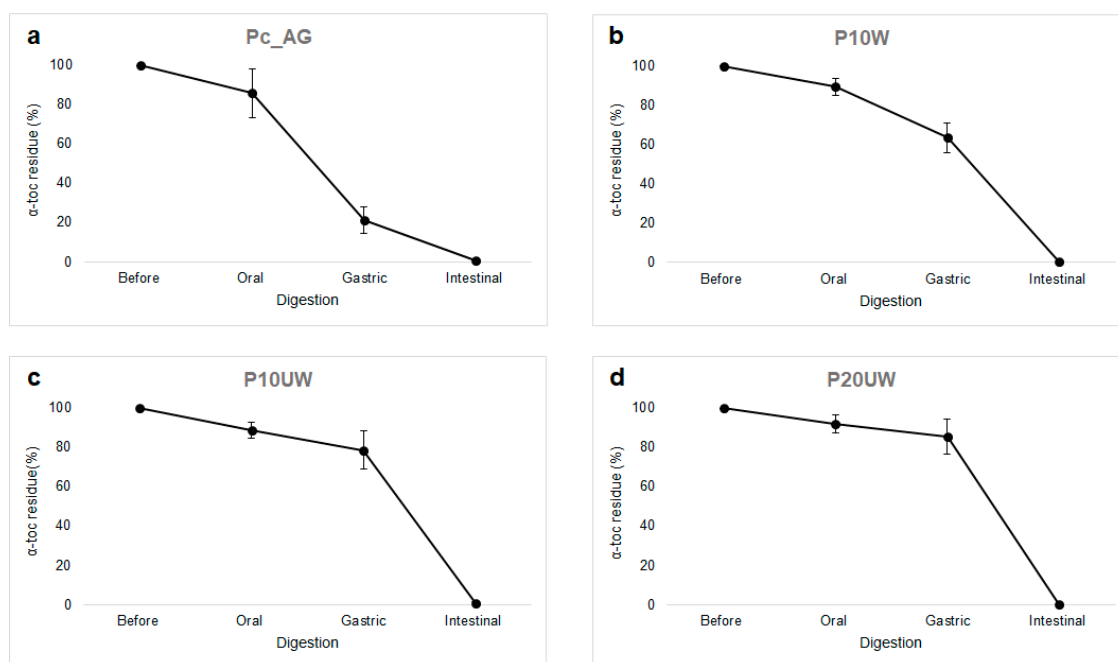 a
Pc_AG
α-toc residue (%)
100
80
60
40
20
0
Before Oral Gastric Intestinal
Digestion
b
P10W
α-toc residue (%)
100
80
60
40
20
0
Before Oral Gastric Intestinal
Digestion
c
P10UW
α-toc residue(%)
100
80
60
40
20
0
Before Oral Gastric Intestinal
Digestion
d
P20UW
α-toc residue (%)
100
80
60
40
20
0
Before Oral Gastric Intestinal
Digestion